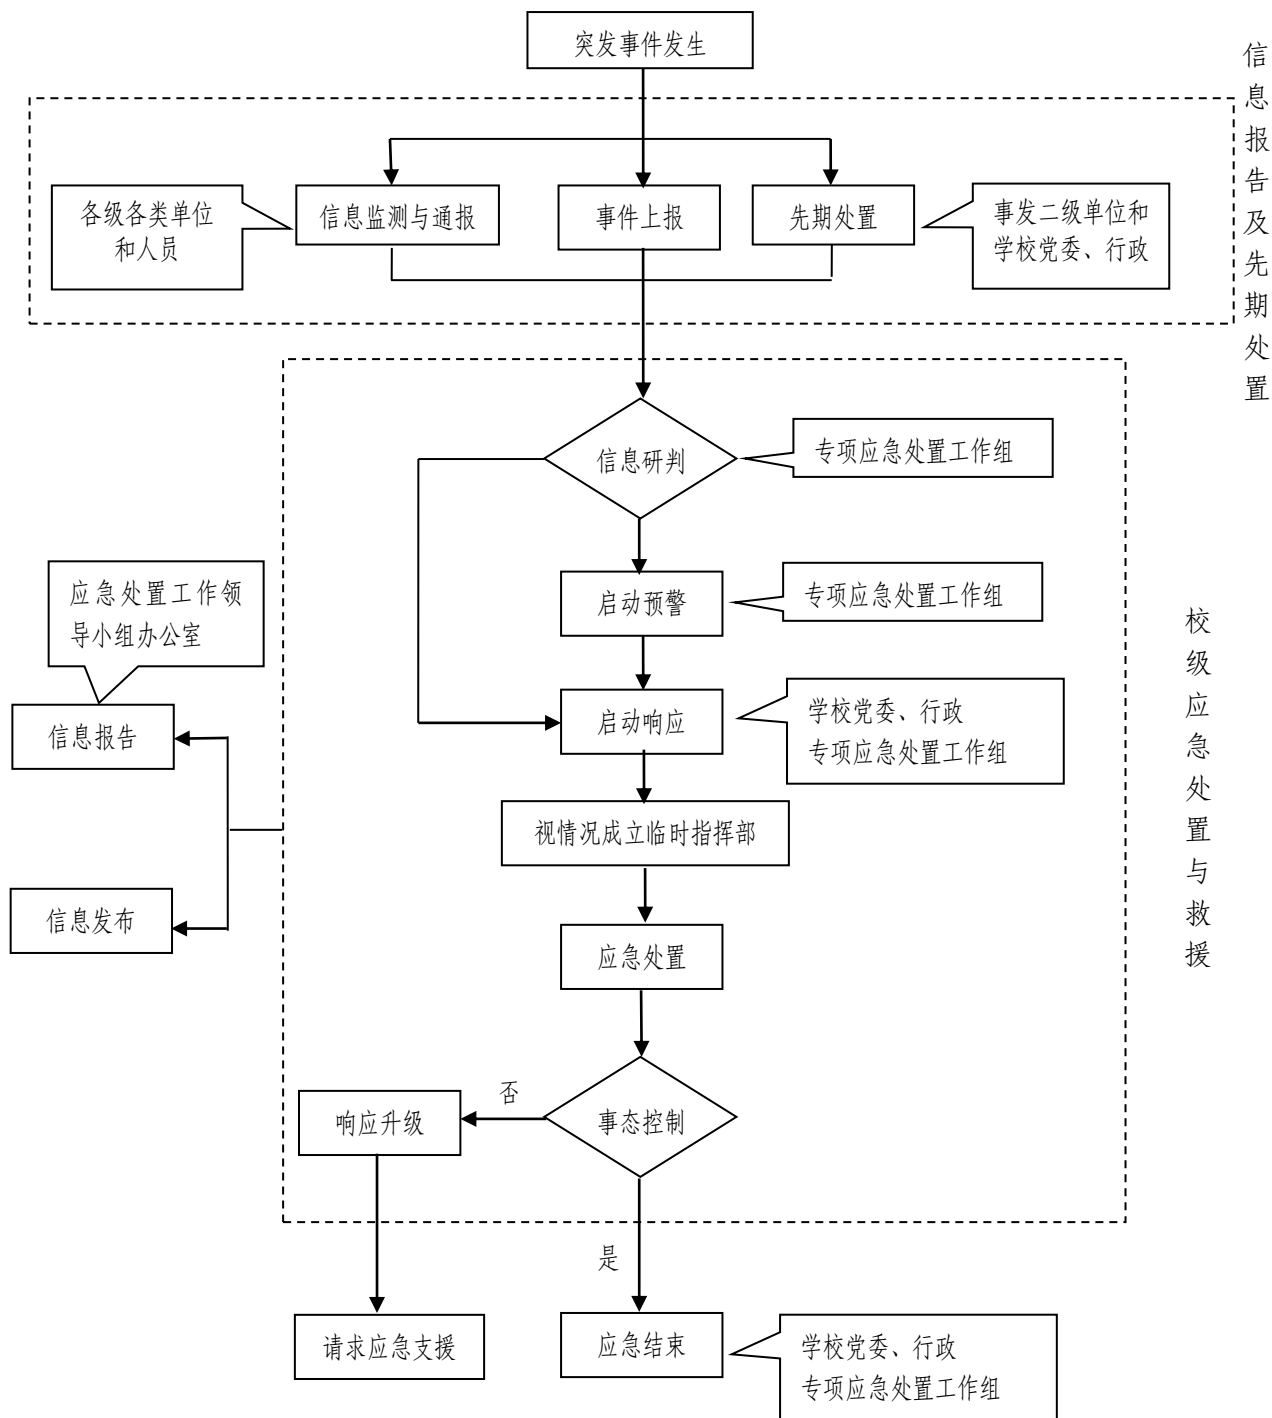 突发事件发生
信息报告及先期处置
各级各类单位
和人员
信息监测与通报
事件上报
先期处置
事发二级单位和
学校党委、行政
信息研判
专项应急处置工作组
启动预警
专项应急处置工作组
应急处置工作领
导小组办公室
校级应急处置与救援
启动响应
学校党委、行政
专项应急处置工作组
信息报告
视情况成立临时指挥部
信息发布
应急处置
否
响应升级
事态控制
是
请求应急支援
应急结束
学校党委、行政
专项应急处置工作组